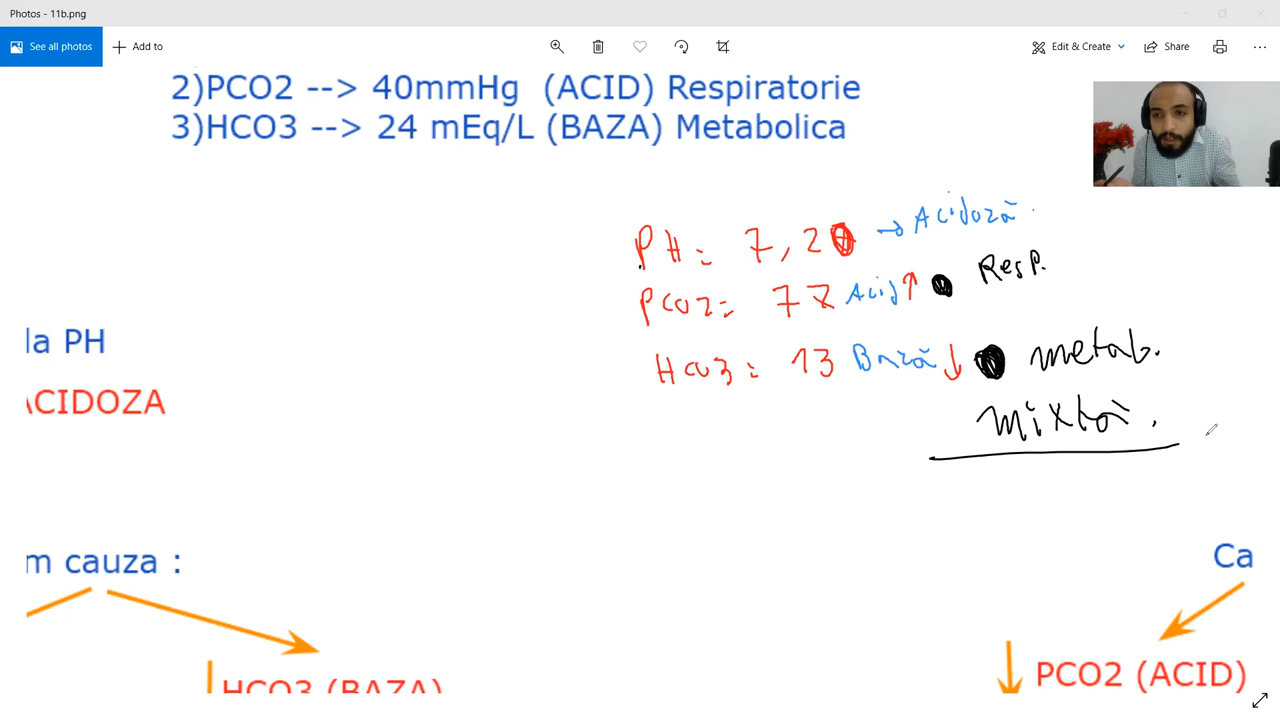 Photos - 11b.png
See all photos
Add to
Edit & Create
Share
2)PCO2 --> 40mmHg (ACID) Respiratorie
3)HCO3 --> 24 mEq/L (BAZA) Metabolica
PH = 7,20 → Acidoză.
PCO2 = 77 Acid ↑ Resp.
HCO3 = 13 Bază ↓ metab.
mixtă.
la PH
ACIDOZA
m cauza :
Ca
HCO3 (BAZA)
↓ PCO2 (ACID)